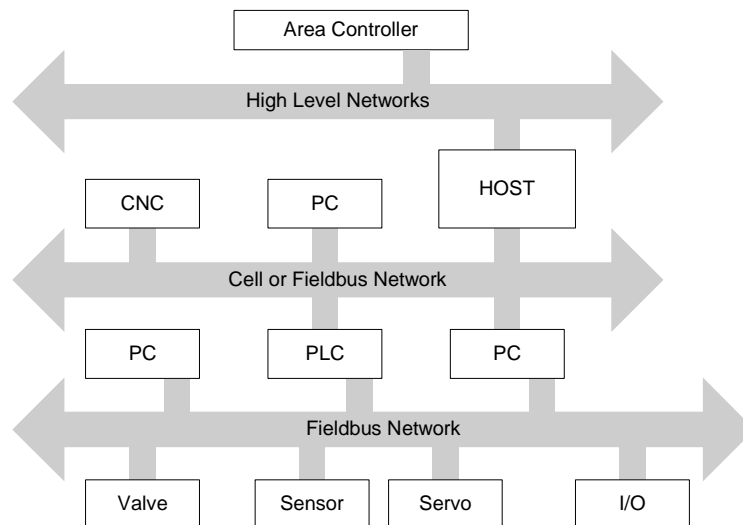 Area Controller
High Level Networks
CNC
PC
HOST
Cell or Fieldbus Network
PC
PLC
PC
Fieldbus Network
Valve
Sensor
Servo
I/O